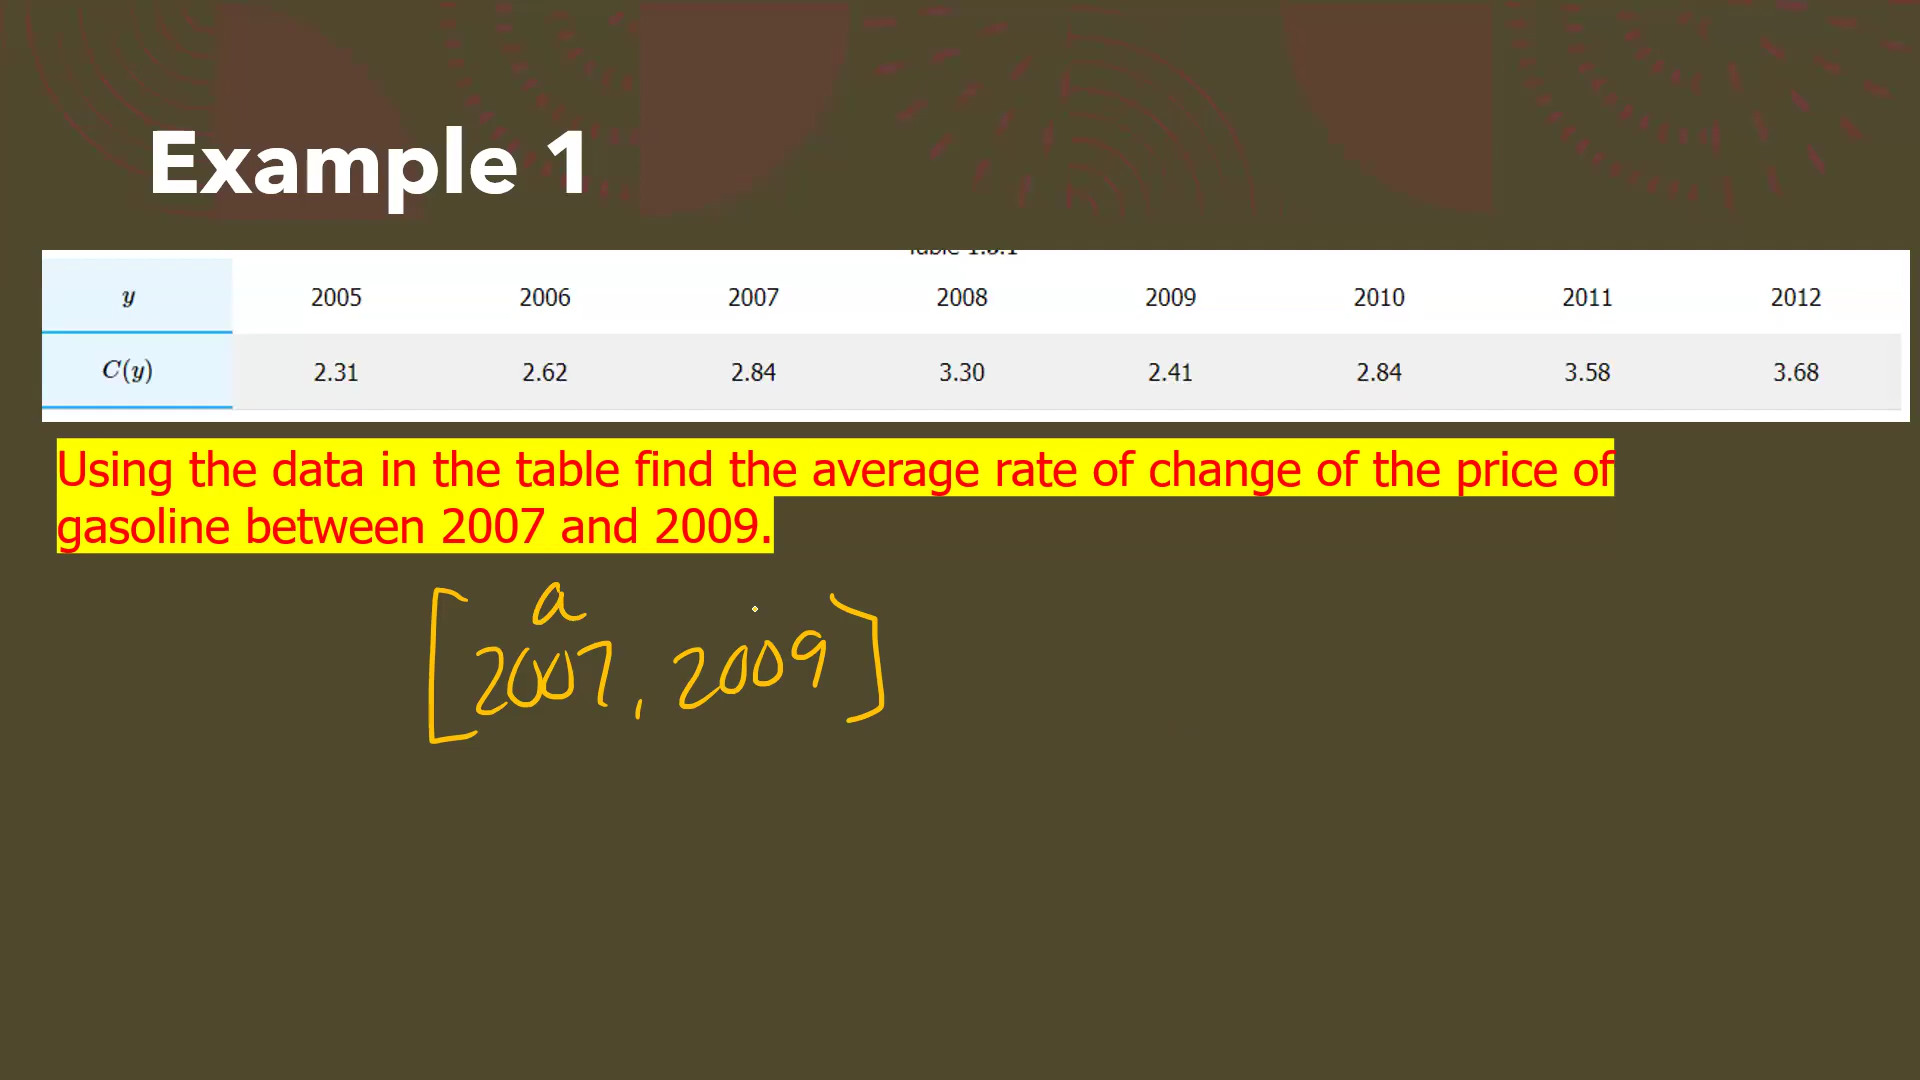 Example 1
y 2005 2006 2007 2008 2009 2010 2011 2012
C(y) 2.31 2.62 2.84 3.30 2.41 2.84 3.58 3.68
Using the data in the table find the average rate of change of the price of
gasoline between 2007 and 2009.
a
[2007, 2009]